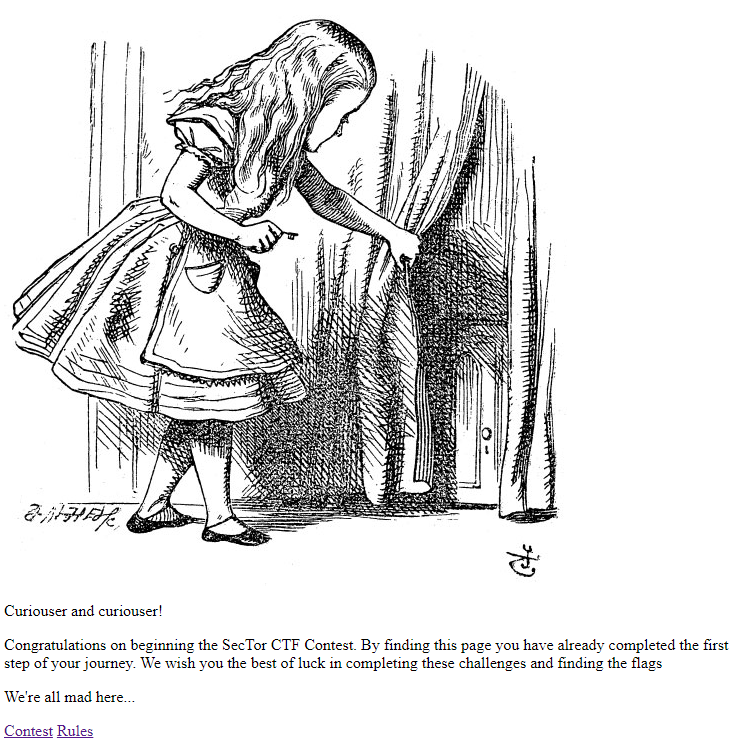 Curiouser and curiouser!
Congratulations on beginning the SecTor CTF Contest. By finding this page you have already completed the first
step of your journey. We wish you the best of luck in completing these challenges and finding the flags
We're all mad here...
Contest Rules